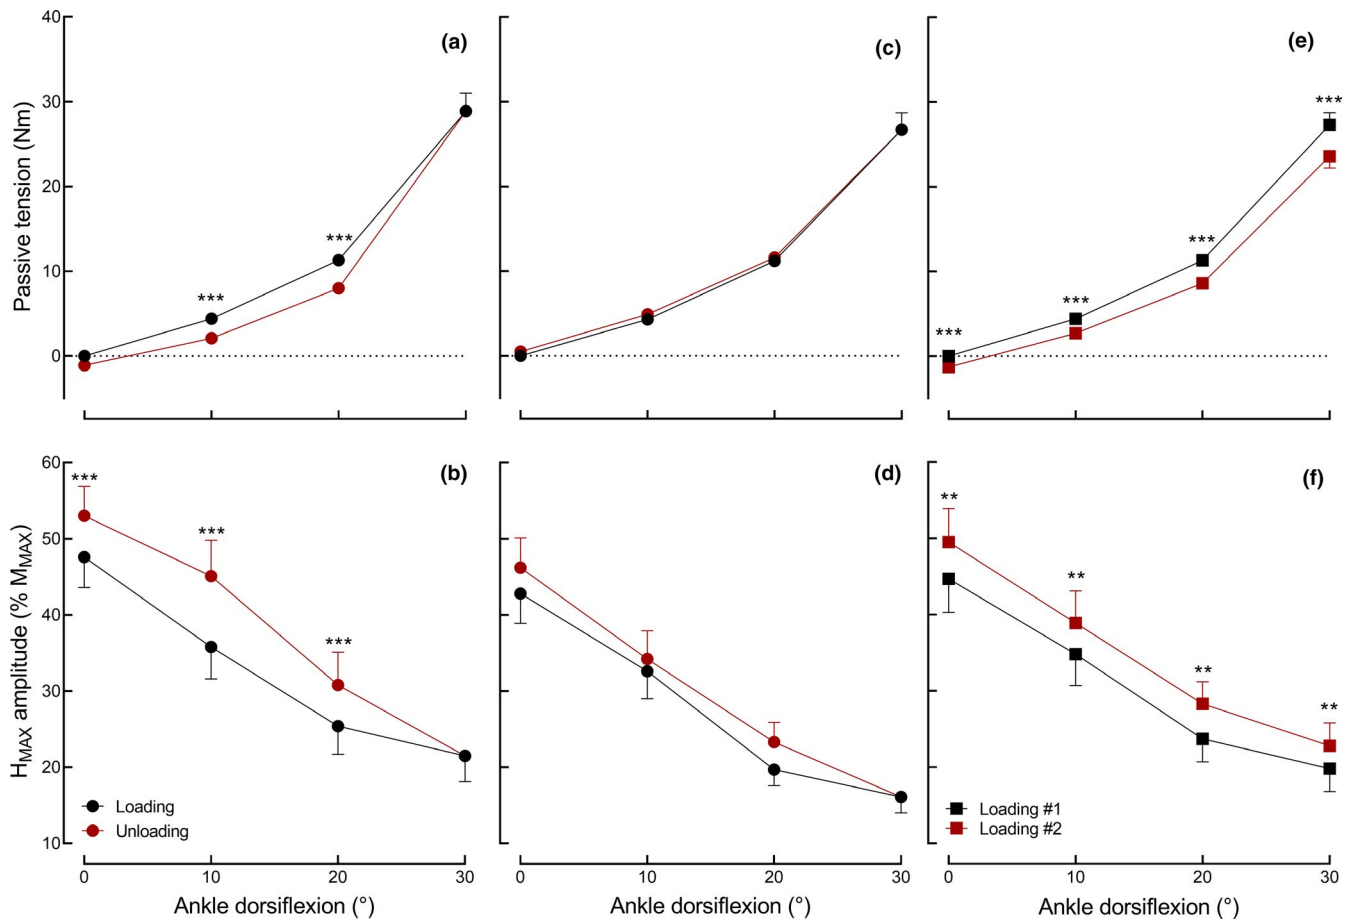 (a)
(c)
(e)
Passive tension (Nm)
40
30
20
10
0
***
***
***
***
***
***
(b)
(d)
(f)
H_MAX amplitude (% M_MAX)
60
50
40
30
20
10
***
***
***
**
**
**
**
Loading
Unloading
Loading #1
Loading #2
0 10 20 30
0 10 20 30
0 10 20 30
Ankle dorsiflexion (°)
Ankle dorsiflexion (°)
Ankle dorsiflexion (°)